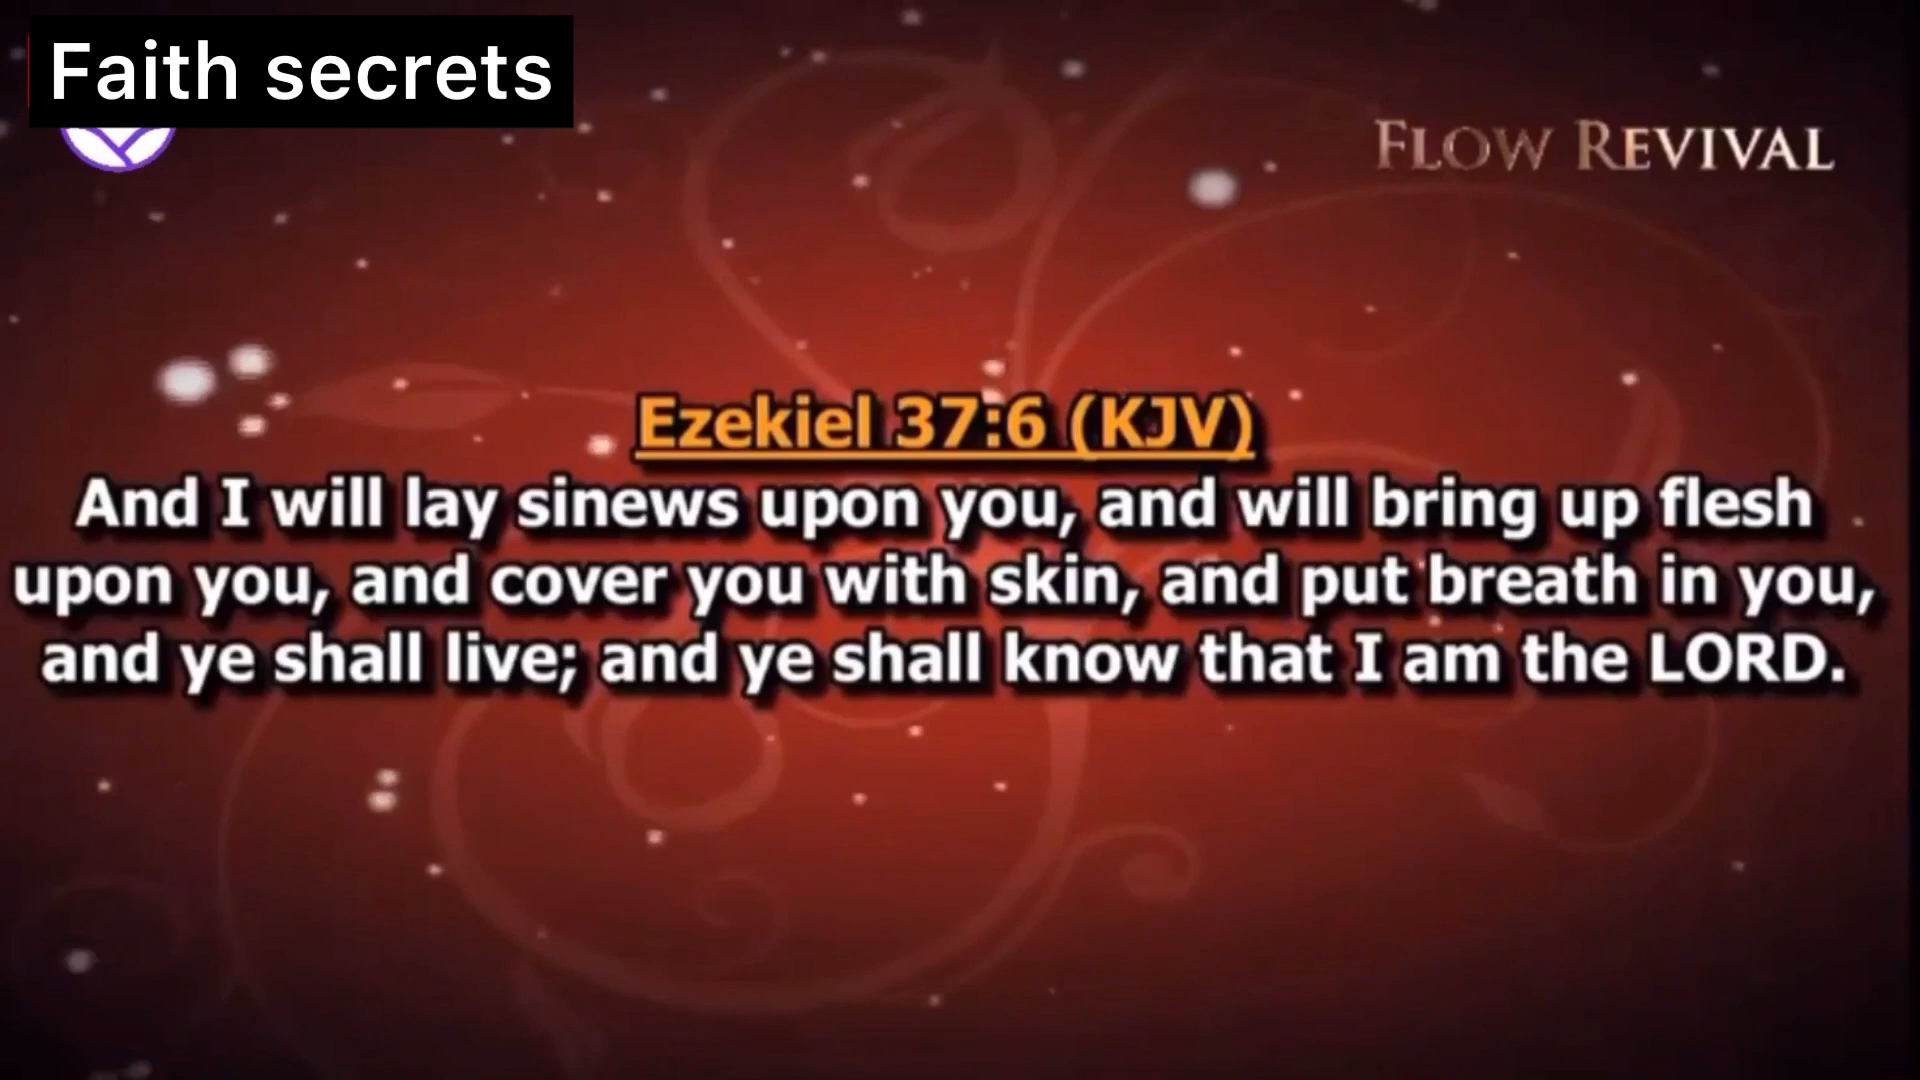 Faith secrets
FLOW REVIVAL
Ezekiel 37:6 (KJV)
And I will lay sinews upon you, and will bring up flesh
upon you, and cover you with skin, and put breath in you,
and ye shall live; and ye shall know that I am the LORD.